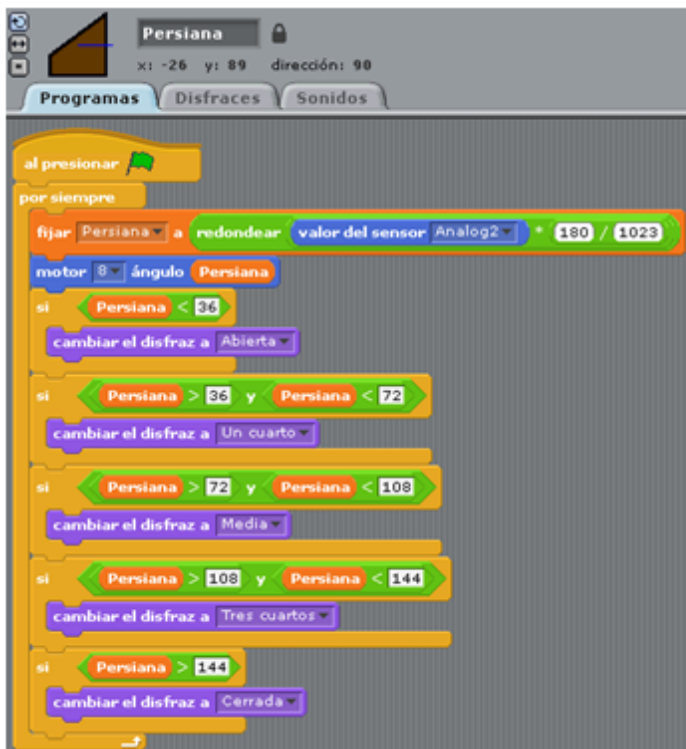 Persiana
x: -26 y: 89 dirección: 90
Programas Disfraces Sonidos
al presionar
por siempre
fijar Persiana a redondear valor del sensor Analog2 * 180 / 1023
motor 8 ángulo Persiana
si Persiana < 36
cambiar el disfraz a Abierta
si Persiana > 36 y Persiana < 72
cambiar el disfraz a Un cuarto
si Persiana > 72 y Persiana < 108
cambiar el disfraz a Media
si Persiana > 108 y Persiana < 144
cambiar el disfraz a Tres cuartos
si Persiana > 144
cambiar el disfraz a Cerrada